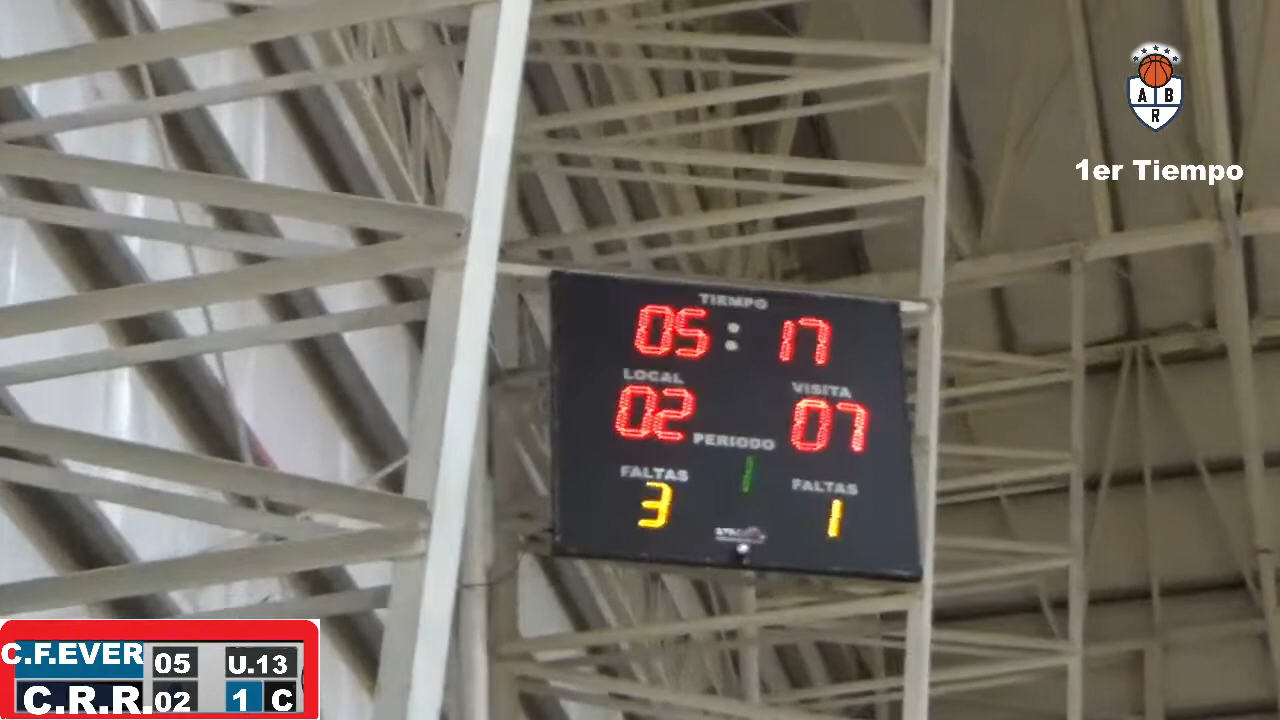 A B
R
1er Tiempo
TIEMPO
05 : 17
LOCAL VISITA
02 07
PERIODO
1
FALTAS FALTAS
3 1
C.F.EVER 05 U.13
C.R.R. 02 1 C